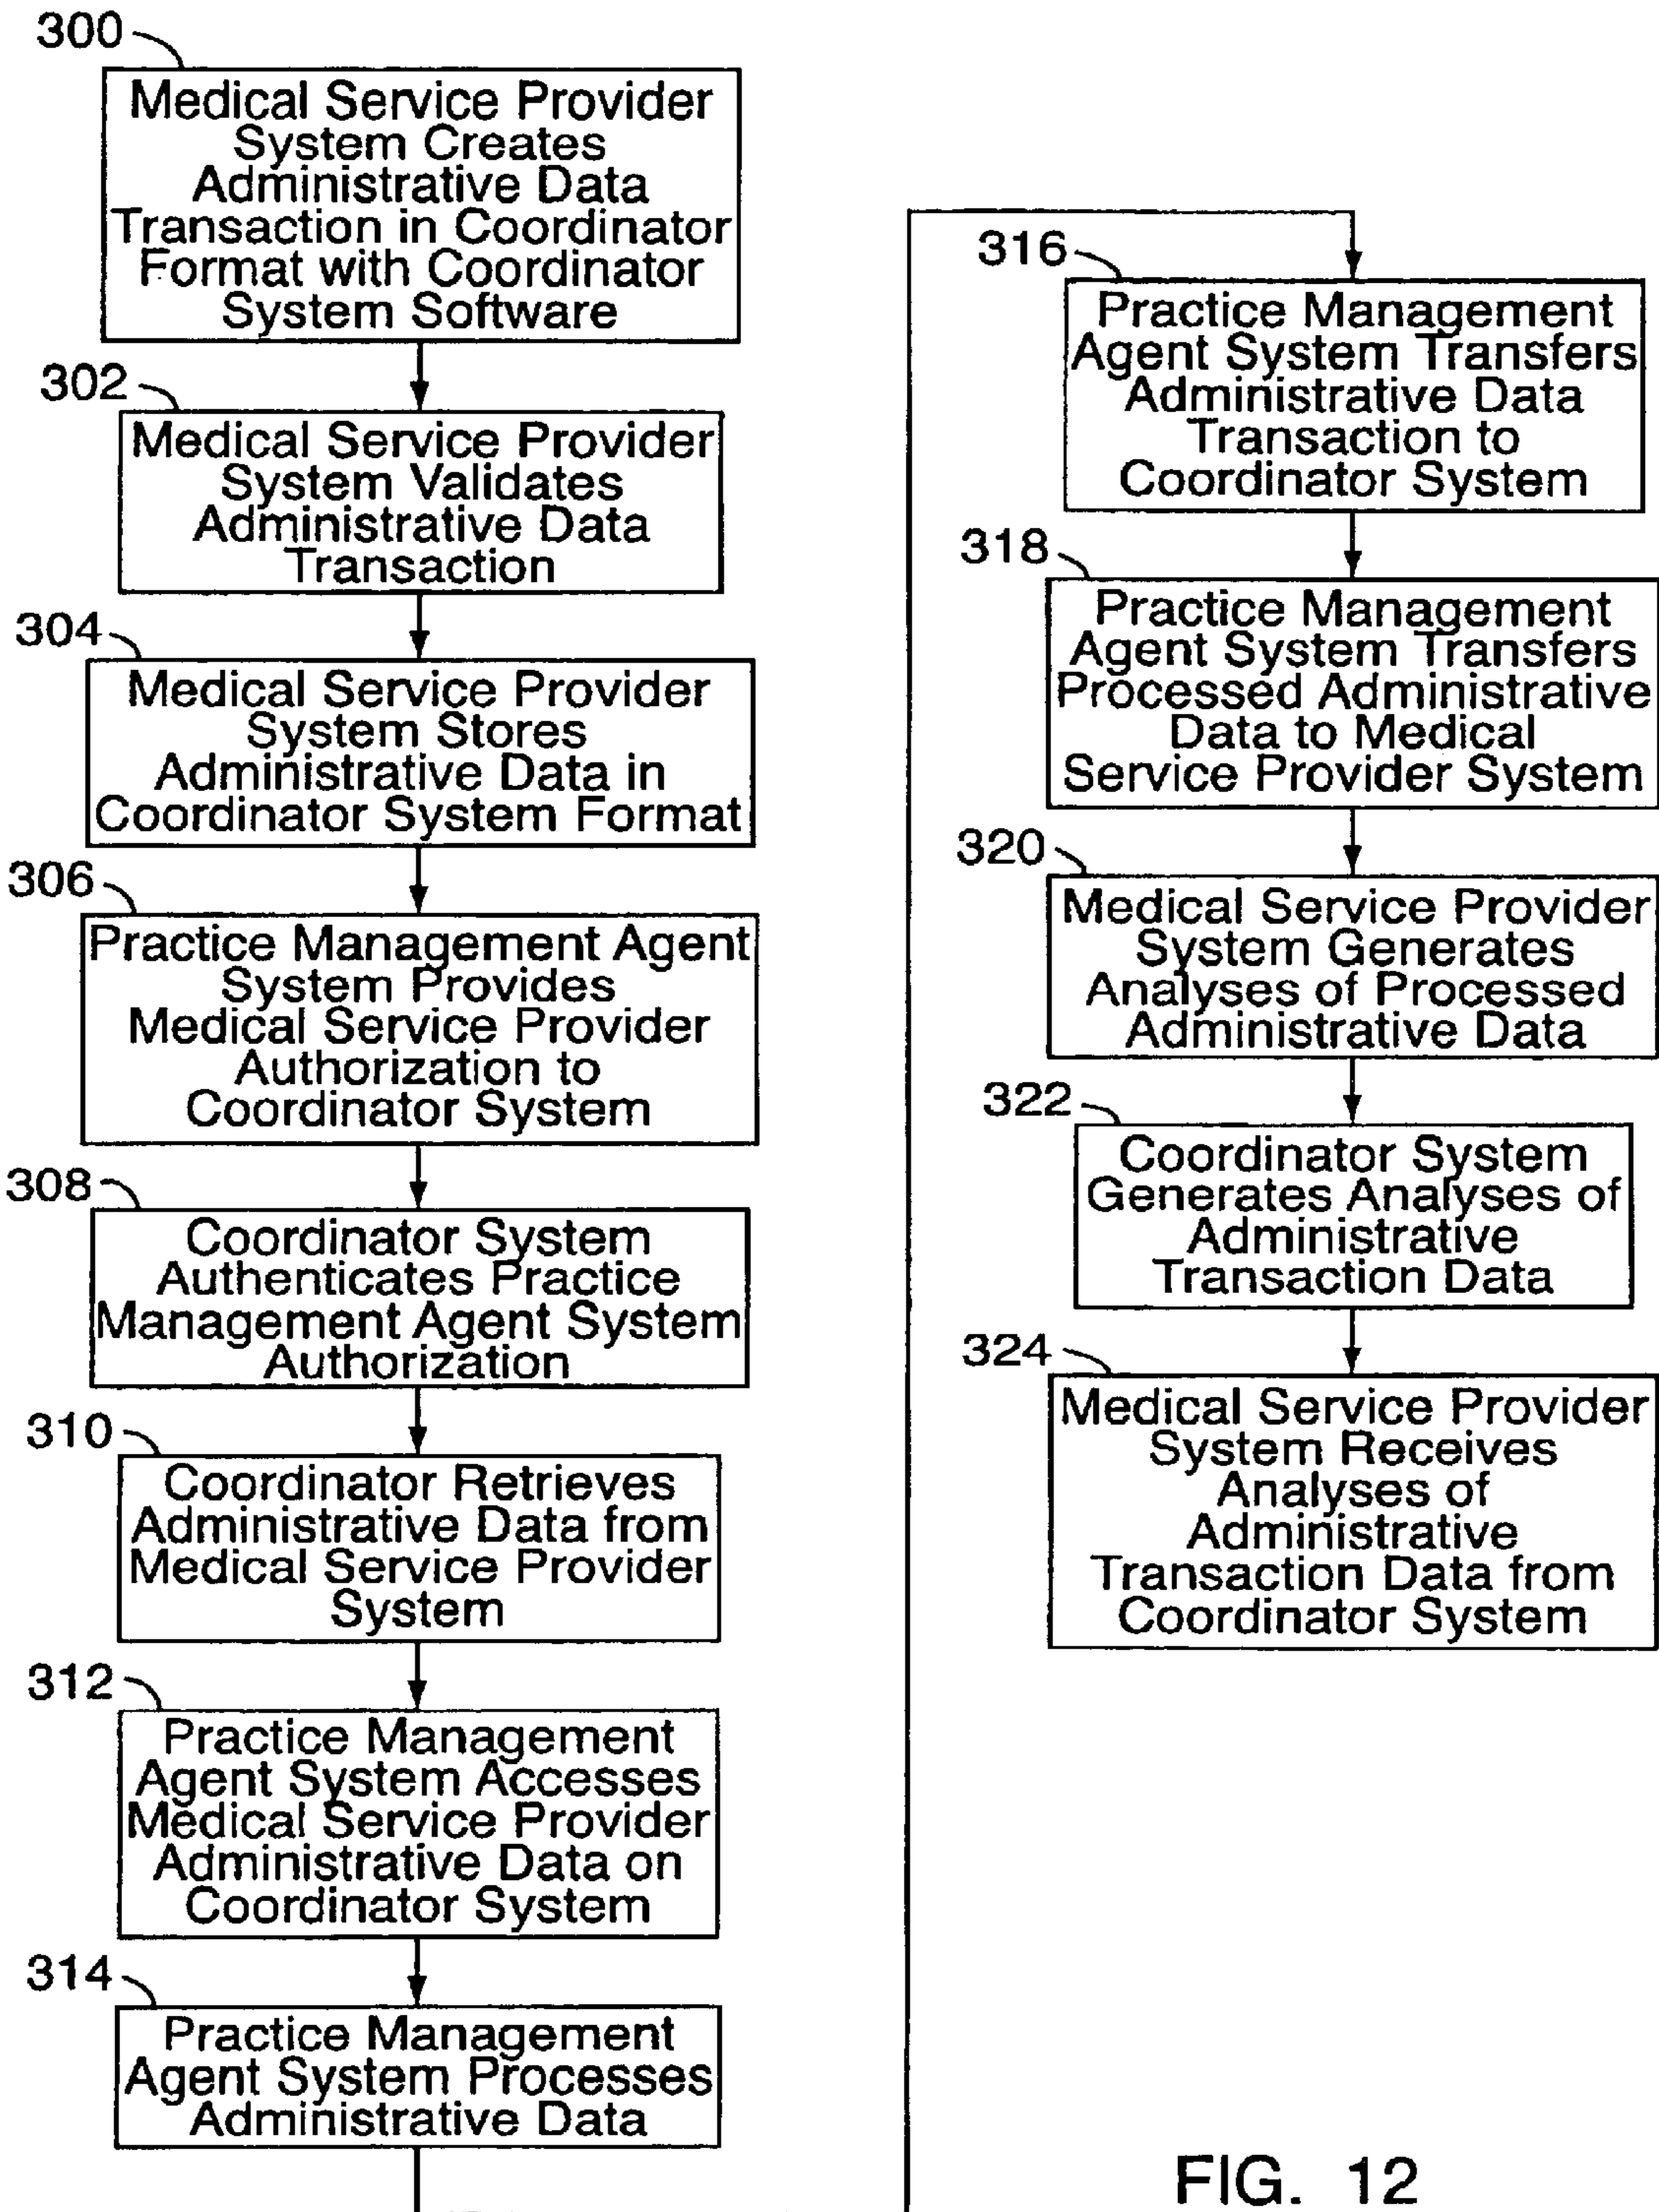 300
Medical Service Provider
System Creates
Administrative Data
Transaction in Coordinator
Format with Coordinator
System Software
302
Medical Service Provider
System Validates
Administrative Data
Transaction
304
Medical Service Provider
System Stores
Administrative Data in
Coordinator System Format
306
Practice Management Agent
System Provides
Medical Service Provider
Authorization to
Coordinator System
308
Coordinator System
Authenticates Practice
Management Agent System
Authorization
310
Coordinator Retrieves
Administrative Data from
Medical Service Provider
System
312
Practice Management
Agent System Accesses
Medical Service Provider
Administrative Data on
Coordinator System
314
Practice Management
Agent System Processes
Administrative Data
316
Practice Management
Agent System Transfers
Administrative Data
Transaction to
Coordinator System
318
Practice Management
Agent System Transfers
Processed Administrative
Data to Medical
Service Provider System
320
Medical Service Provider
System Generates
Analyses of Processed
Administrative Data
322
Coordinator System
Generates Analyses of
Administrative
Transaction Data
324
Medical Service Provider
System Receives
Analyses of
Administrative
Transaction Data from
Coordinator System
FIG. 12